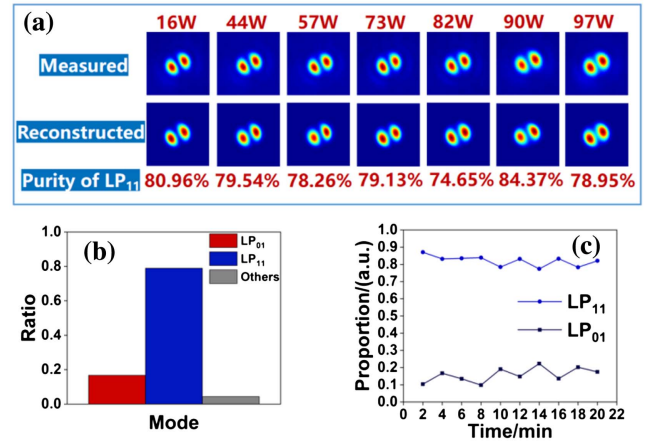 (a)
16W 44W 57W 73W 82W 90W 97W
Measured
Reconstructed
Purity of LP₁₁ 80.96% 79.54% 78.26% 79.13% 74.65% 84.37% 78.95%
(b)
1.0
0.8
0.6
0.4
0.2
0.0
Ratio
LP₀₁
LP₁₁
Others
Mode
(c)
1.0
0.9
0.8
0.7
0.6
0.5
0.4
0.3
0.2
0.1
0.0
Proportion/(a.u.)
LP₁₁
LP₀₁
0 2 4 6 8 10 12 14 16 18 20 22
Time/min